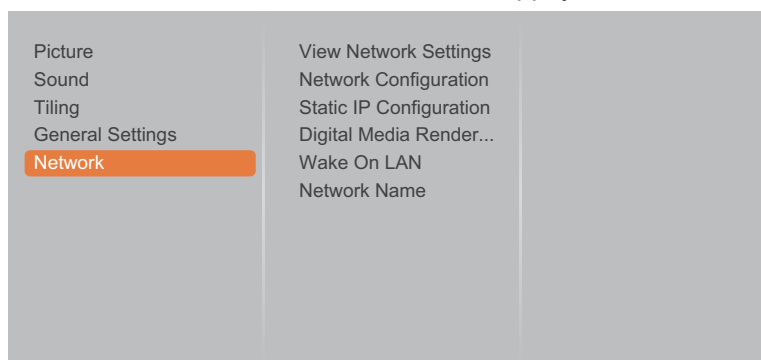 Picture
Sound
Tiling
General Settings
Network
View Network Settings
Network Configuration
Static IP Configuration
Digital Media Render...
Wake On LAN
Network Name